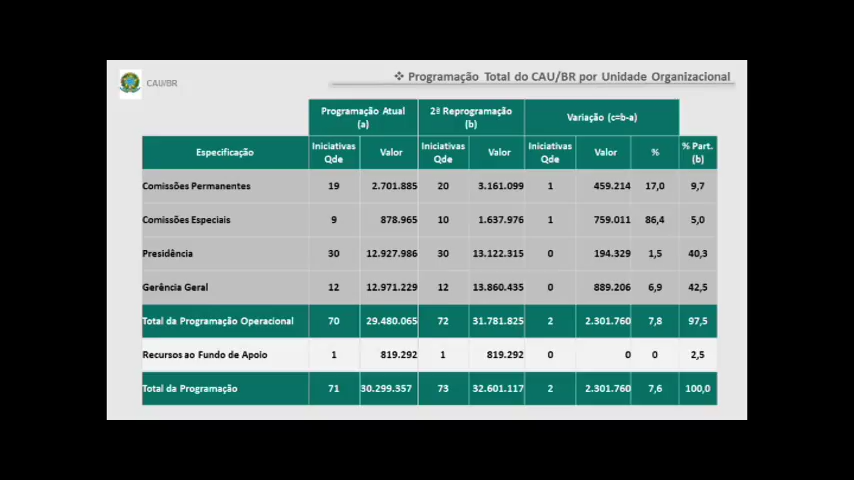 CAU/BR
❖ Programação Total do CAU/BR por Unidade Organizacional
Programação Atual (a) 2ª Reprogramação (b) Variação (c=b-a)
Especificação Iniciativas Qde Valor Iniciativas Qde Valor Iniciativas Qde Valor % % Part. (b)
Comissões Permanentes 19 2.701.885 20 3.161.099 1 459.214 17,0 9,7
Comissões Especiais 9 878.965 10 1.637.976 1 759.011 86,4 5,0
Presidência 30 12.927.986 30 13.122.315 0 194.329 1,5 40,3
Gerência Geral 12 12.971.229 12 13.860.435 0 889.206 6,9 42,5
Total da Programação Operacional 70 29.480.065 72 31.781.825 2 2.301.760 7,8 97,5
Recursos ao Fundo de Apoio 1 819.292 1 819.292 0 0 0 2,5
Total da Programação 71 30.299.357 73 32.601.117 2 2.301.760 7,6 100,0